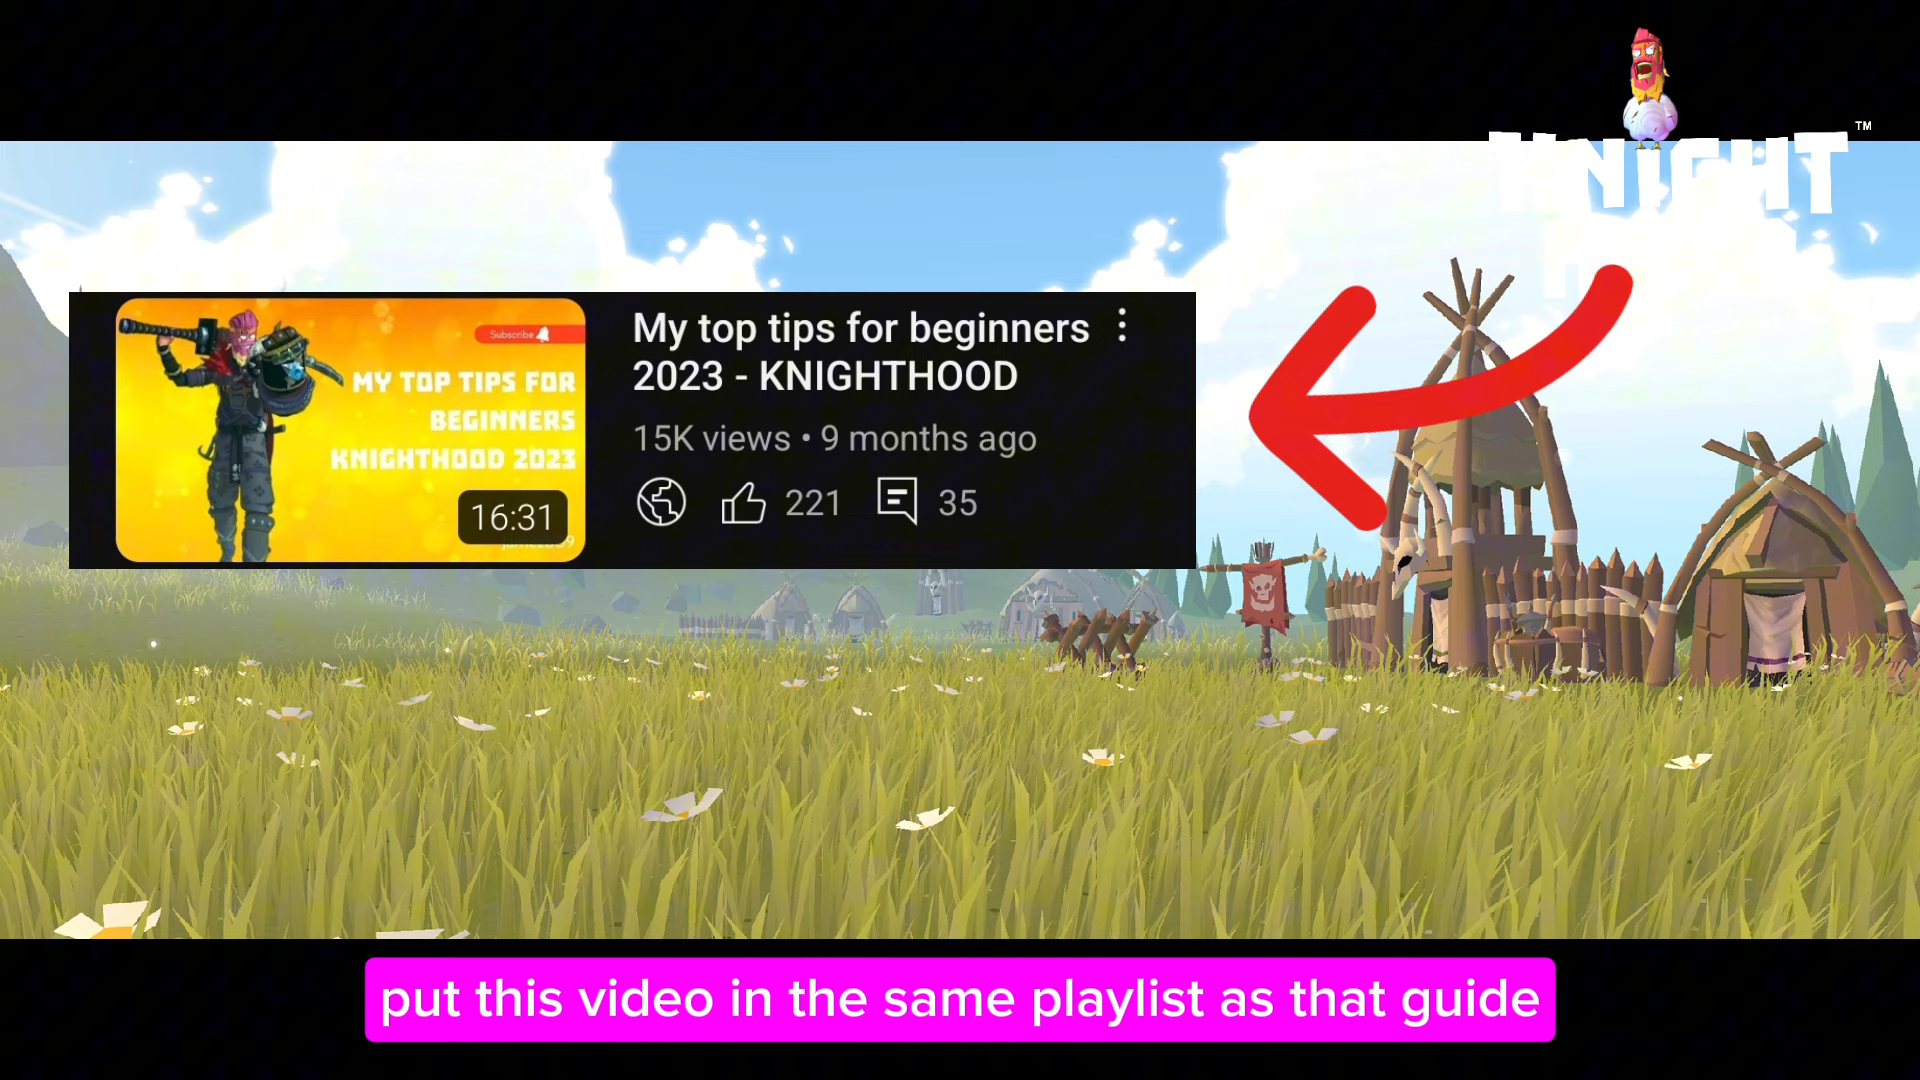 TM
KNIGHT
Subscribe
MY TOP TIPS FOR
BEGINNERS
KNIGHTHOOD 2023
16:31
My top tips for beginners
2023 - KNIGHTHOOD
15K views • 9 months ago
221
35
put this video in the same playlist as that guide